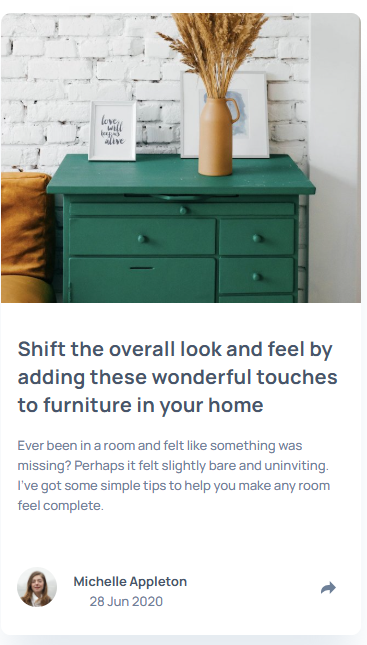 love
will
keep us
alive
Shift the overall look and feel by
adding these wonderful touches
to furniture in your home
Ever been in a room and felt like something was
missing? Perhaps it felt slightly bare and uninviting.
I've got some simple tips to help you make any room
feel complete.
Michelle Appleton
28 Jun 2020